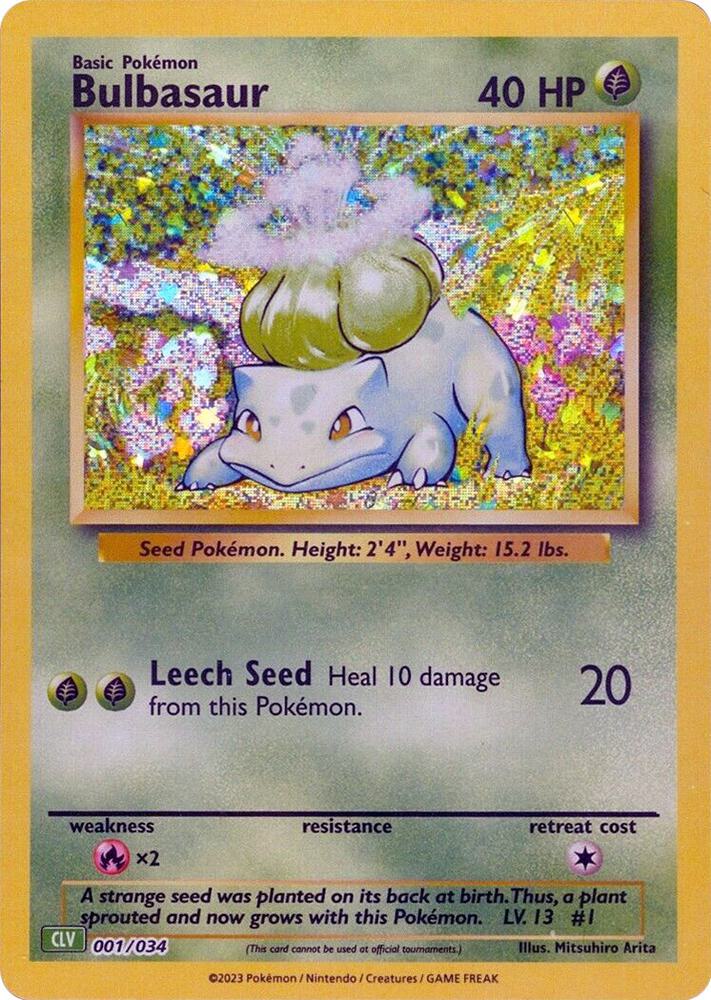 Basic Pokémon
Bulbasaur
40 HP
Seed Pokémon. Height: 2'4", Weight: 15.2 lbs.
Leech Seed Heal 10 damage
from this Pokémon.
20
weakness
resistance
retreat cost
×2
A strange seed was planted on its back at birth. Thus, a plant
sprouted and now grows with this Pokémon. LV. 13 #1
CLV 001/034
(This card cannot be used at official tournaments.)
Illus. Mitsuhiro Arita
©2023 Pokémon / Nintendo / Creatures / GAME FREAK